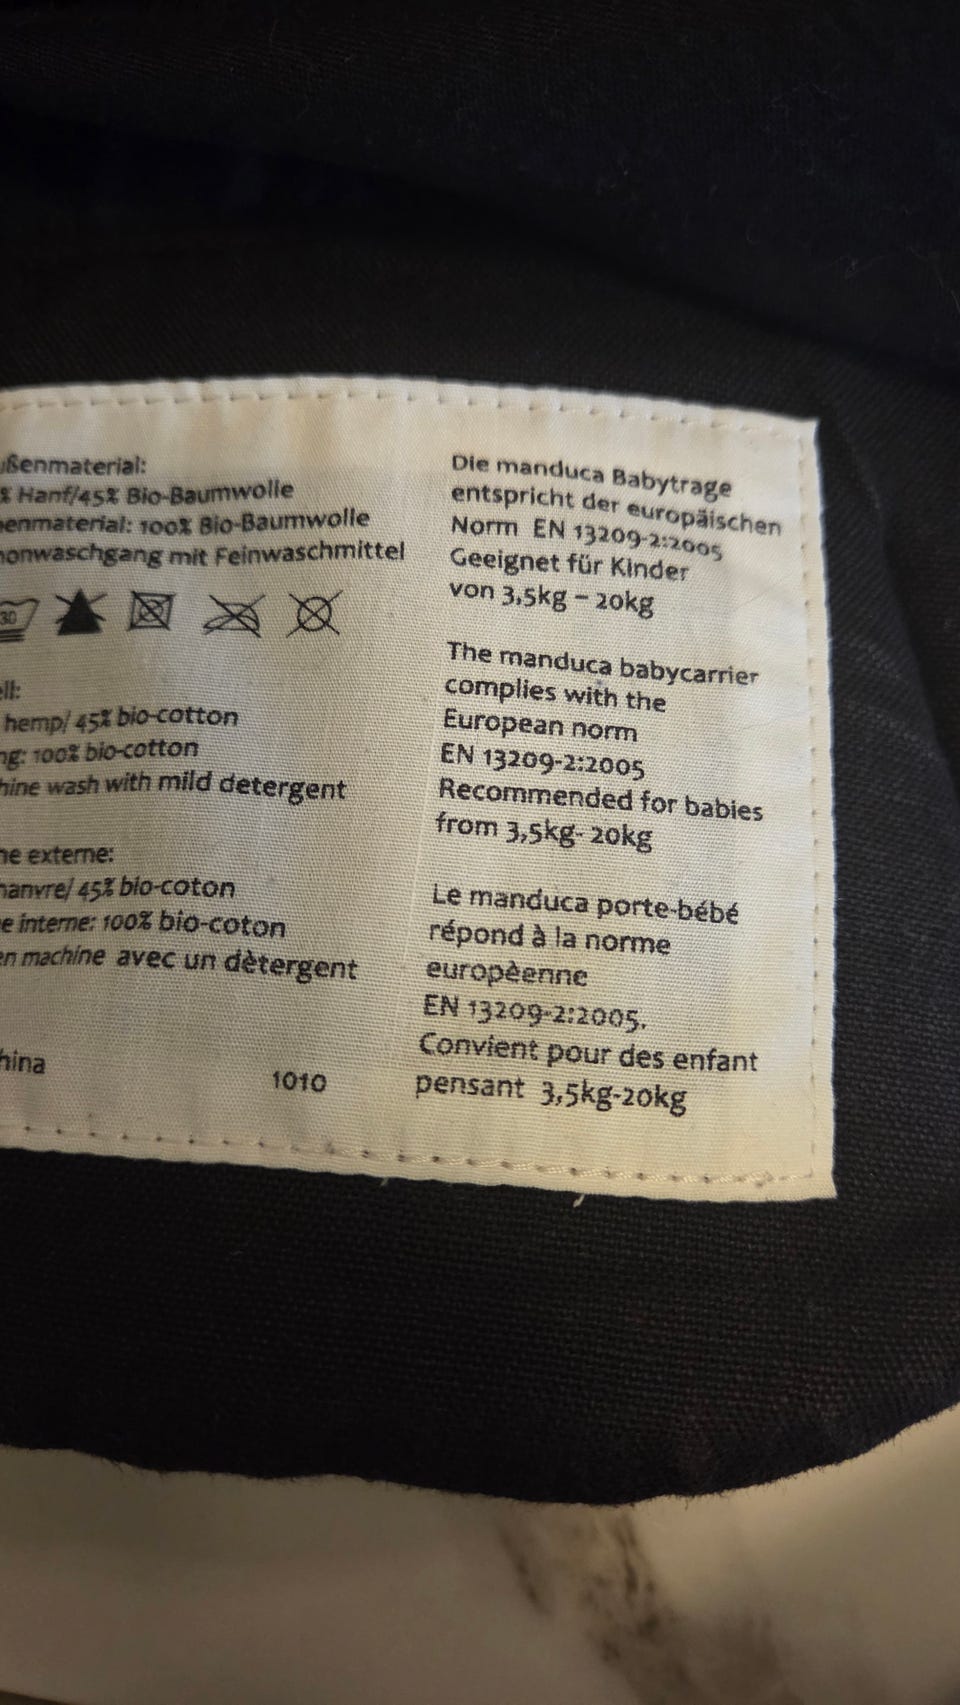 ußenmaterial:
% Hanf/45% Bio-Baumwolle
enmaterial: 100% Bio-Baumwolle
onwaschgang mit Feinwaschmittel
30
ell:
hemp/ 45% bio-cotton
ng: 100% bio-cotton
hine wash with mild detergent
ne externe:
hanvre/ 45% bio-coton
e interne: 100% bio-coton
en machine avec un dètergent
hina
1010
Die manduca Babytrage
entspricht der europäischen
Norm EN 13209-2:2005
Geeignet für Kinder
von 3,5kg – 20kg
The manduca babycarrier
complies with the
European norm
EN 13209-2:2005
Recommended for babies
from 3,5kg- 20kg
Le manduca porte-bébé
répond à la norme
europèenne
EN 13209-2:2005.
Convient pour des enfant
pensant 3,5kg-20kg